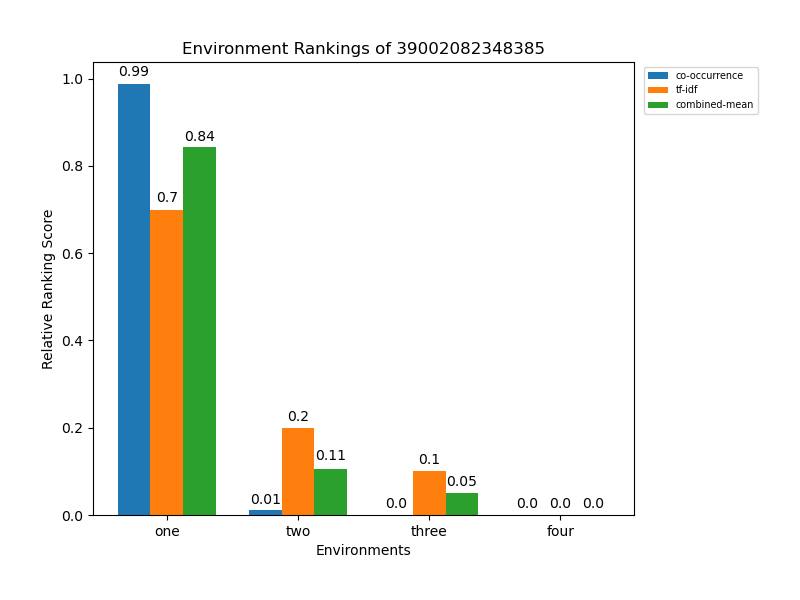 Environment Rankings of 39002082348385
co-occurrence
tf-idf
combined-mean
Relative Ranking Score
1.0
0.8
0.6
0.4
0.2
0.0
0.99
0.7
0.84
0.01
0.2
0.11
0.0
0.1
0.05
0.0 0.0 0.0
one two three four
Environments